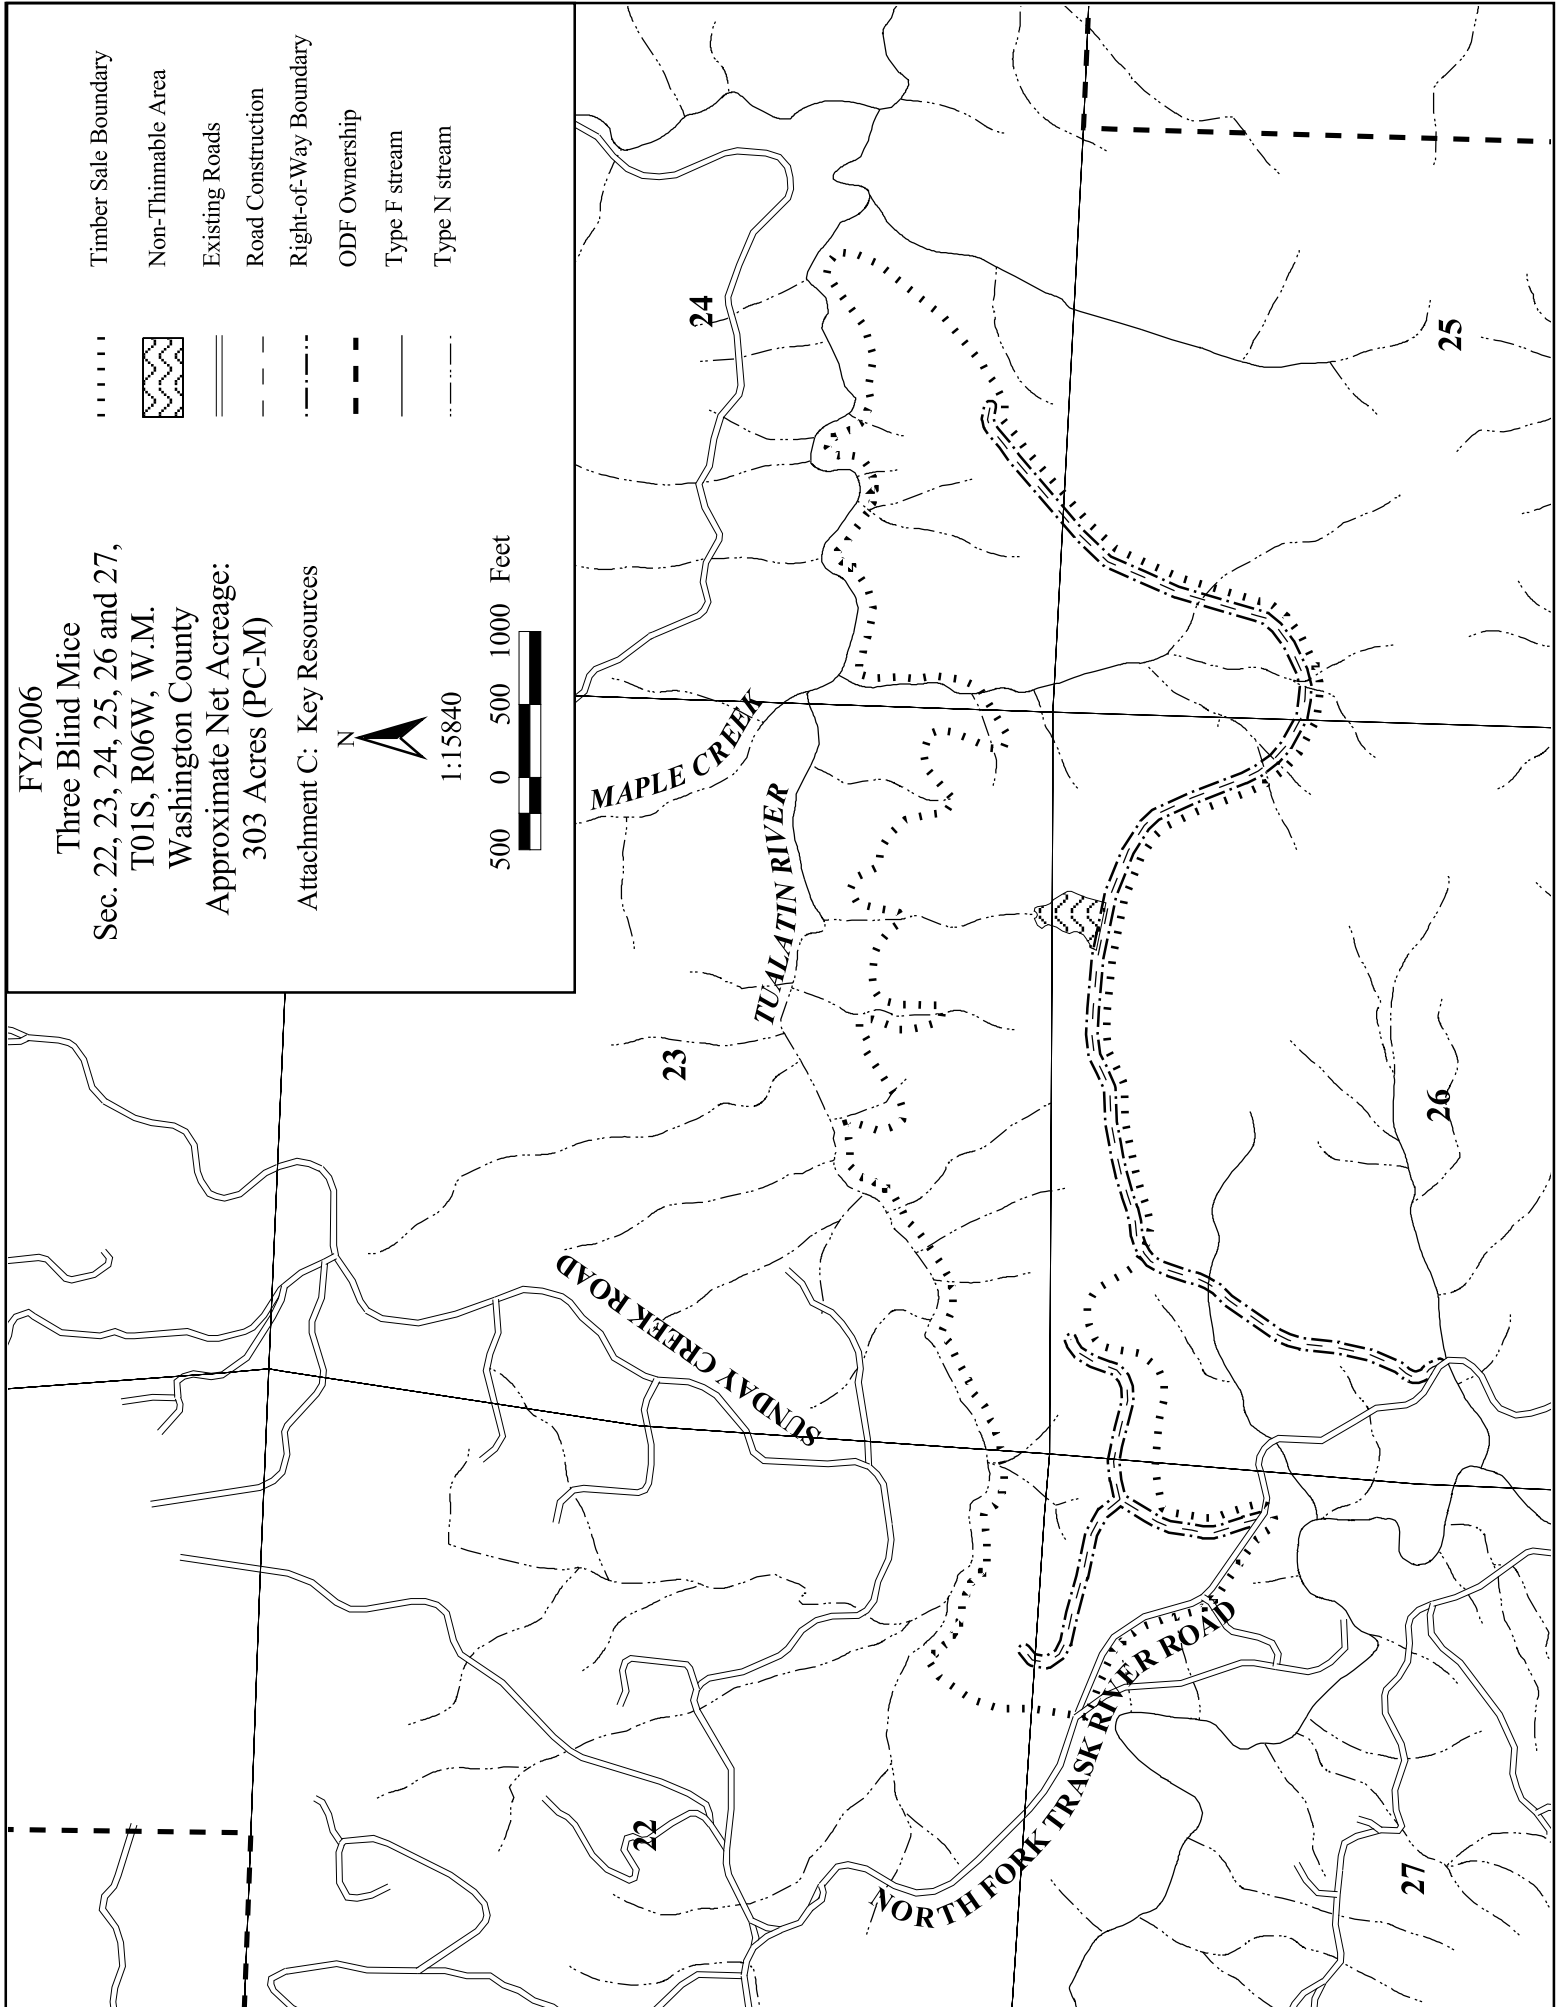 FY2006
Three Blind Mice
Sec. 22, 23, 24, 25, 26 and 27,
T01S, R06W, W.M.
Washington County
Approximate Net Acreage:
303 Acres (PC-M)
Attachment C: Key Resources
N
1:15840
500 0 500 1000 Feet
Timber Sale Boundary
Non-Thinnable Area
Existing Roads
Road Construction
Right-of-Way Boundary
ODF Ownership
Type F stream
Type N stream
MAPLE CREEK
TUALATIN RIVER
SUNDAY CREEK ROAD
NORTH FORK TRASK RIVER ROAD
22
23
24
27
26
25